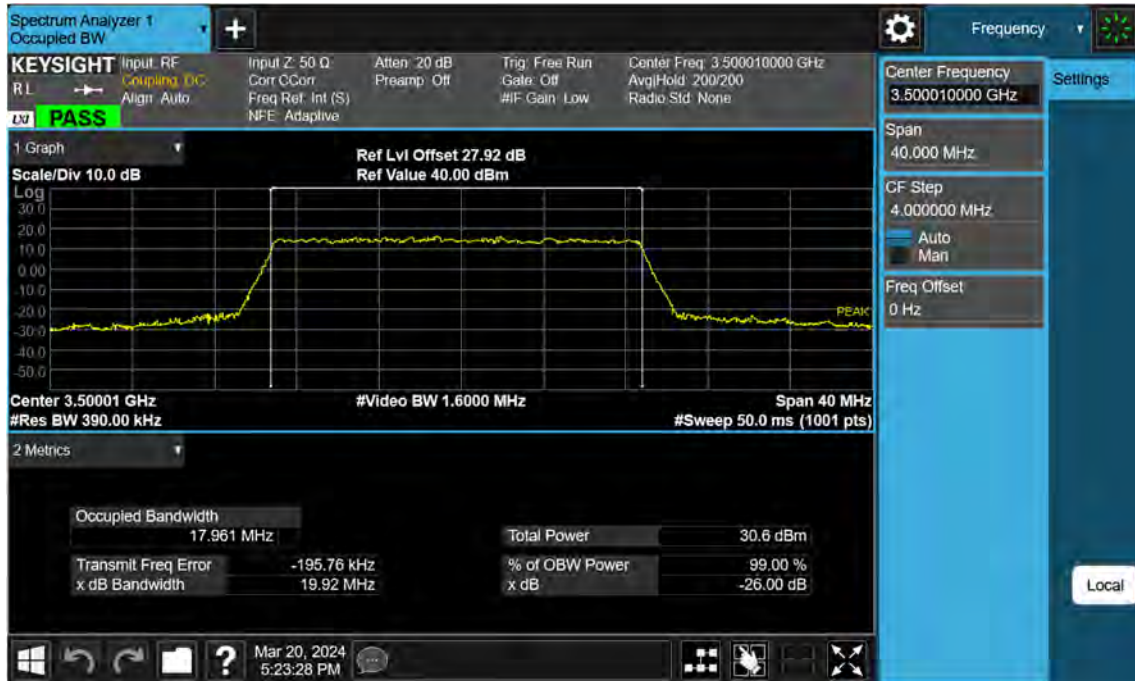 Spectrum Analyzer 1
Occupied BW
+
Frequency
KEYSIGHT
RL
Input: RF
Coupling: DC
Align: Auto
Input Z: 50 Ω
Corr CCorr
Freq Ref: Int (S)
NFE: Adaptive
Atten: 20 dB
Preamp: Off
Trig: Free Run
Gate: Off
#IF Gain: Low
Center Freq: 3.500010000 GHz
Avg|Hold: 200/200
Radio Std: None
LXI PASS
Center Frequency
3.500010000 GHz
Settings
Span
40.000 MHz
CF Step
4.000000 MHz
Auto
Man
Freq Offset
0 Hz
1 Graph
Scale/Div 10.0 dB
Ref Lvl Offset 27.92 dB
Ref Value 40.00 dBm
Log
30.0
20.0
10.0
0.00
-10.0
-20.0
-30.0
-40.0
-50.0
PEAK
Center 3.50001 GHz
#Video BW 1.6000 MHz
Span 40 MHz
#Res BW 390.00 kHz
#Sweep 50.0 ms (1001 pts)
2 Metrics
Occupied Bandwidth
17.961 MHz
Total Power 30.6 dBm
Transmit Freq Error -195.76 kHz
% of OBW Power 99.00 %
x dB Bandwidth 19.92 MHz
x dB -26.00 dB
Local
?
Mar 20, 2024
5:23:28 PM